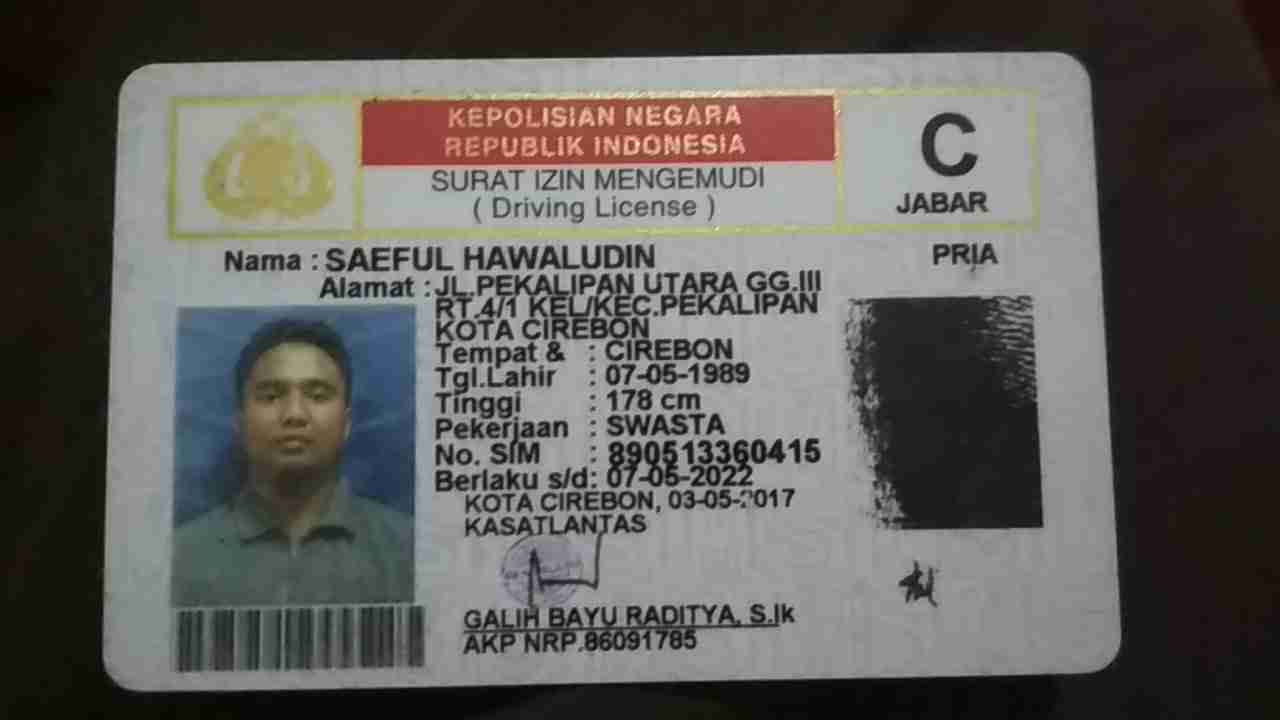 KEPOLISIAN NEGARA
REPUBLIK INDONESIA
SURAT IZIN MENGEMUDI
( Driving License )
C
JABAR
Nama : SAEFUL HAWALUDIN
PRIA
Alamat : JL.PEKALIPAN UTARA GG.III
RT.4/1 KEL/KEC.PEKALIPAN
KOTA CIREBON
Tempat & : CIREBON
Tgl.Lahir : 07-05-1989
Tinggi : 178 cm
Pekerjaan : SWASTA
No. SIM : 890513360415
Berlaku s/d: 07-05-2022
KOTA CIREBON, 03-05-2017
KASATLANTAS
GALIH BAYU RADITYA, S.Ik
AKP NRP.86091785